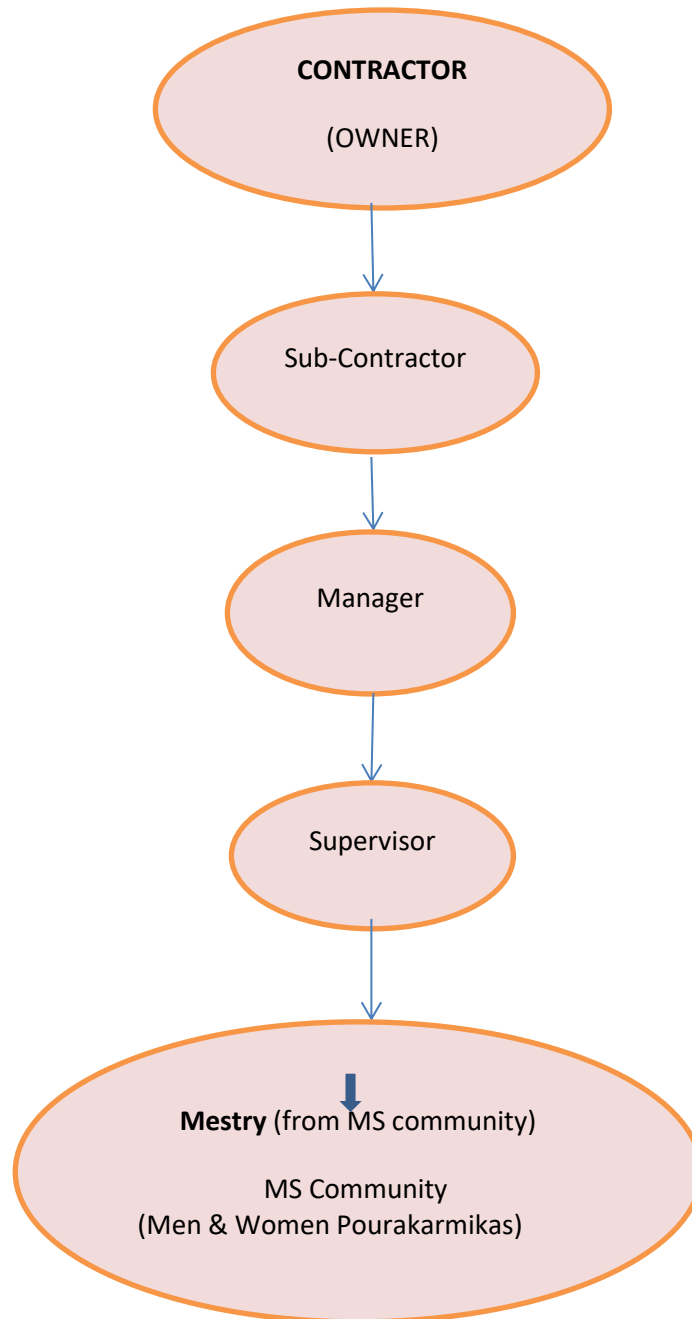 CONTRACTOR
(OWNER)
Sub-Contractor
Manager
Supervisor
Mestry (from MS community)
MS Community
(Men & Women Pourakarmikas)